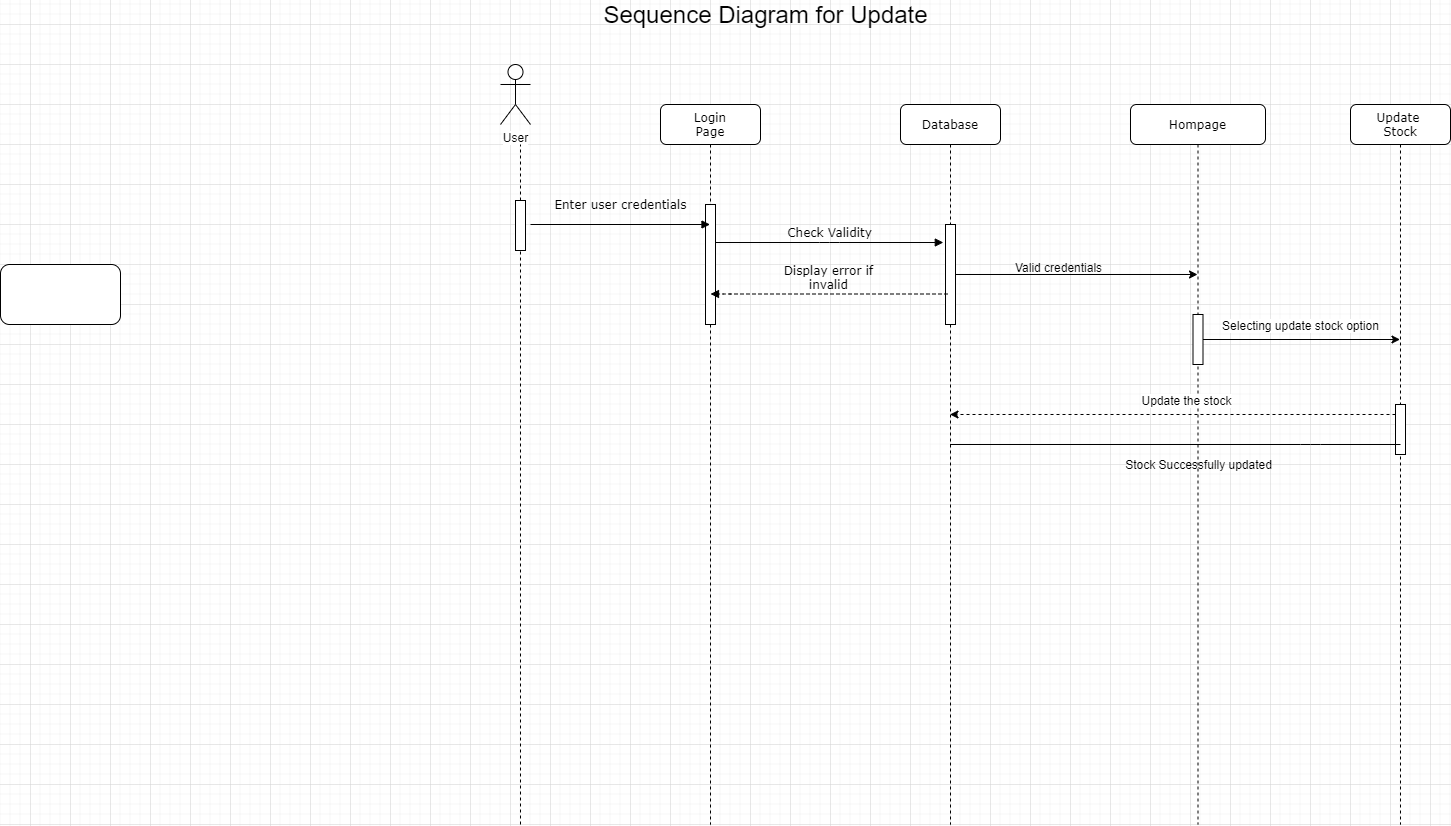 Sequence Diagram for Update
User
Login
Page
Database
Hompage
Update
Stock
Enter user credentials
Check Validity
Display error if
invalid
Valid credentials
Selecting update stock option
Update the stock
Stock Successfully updated